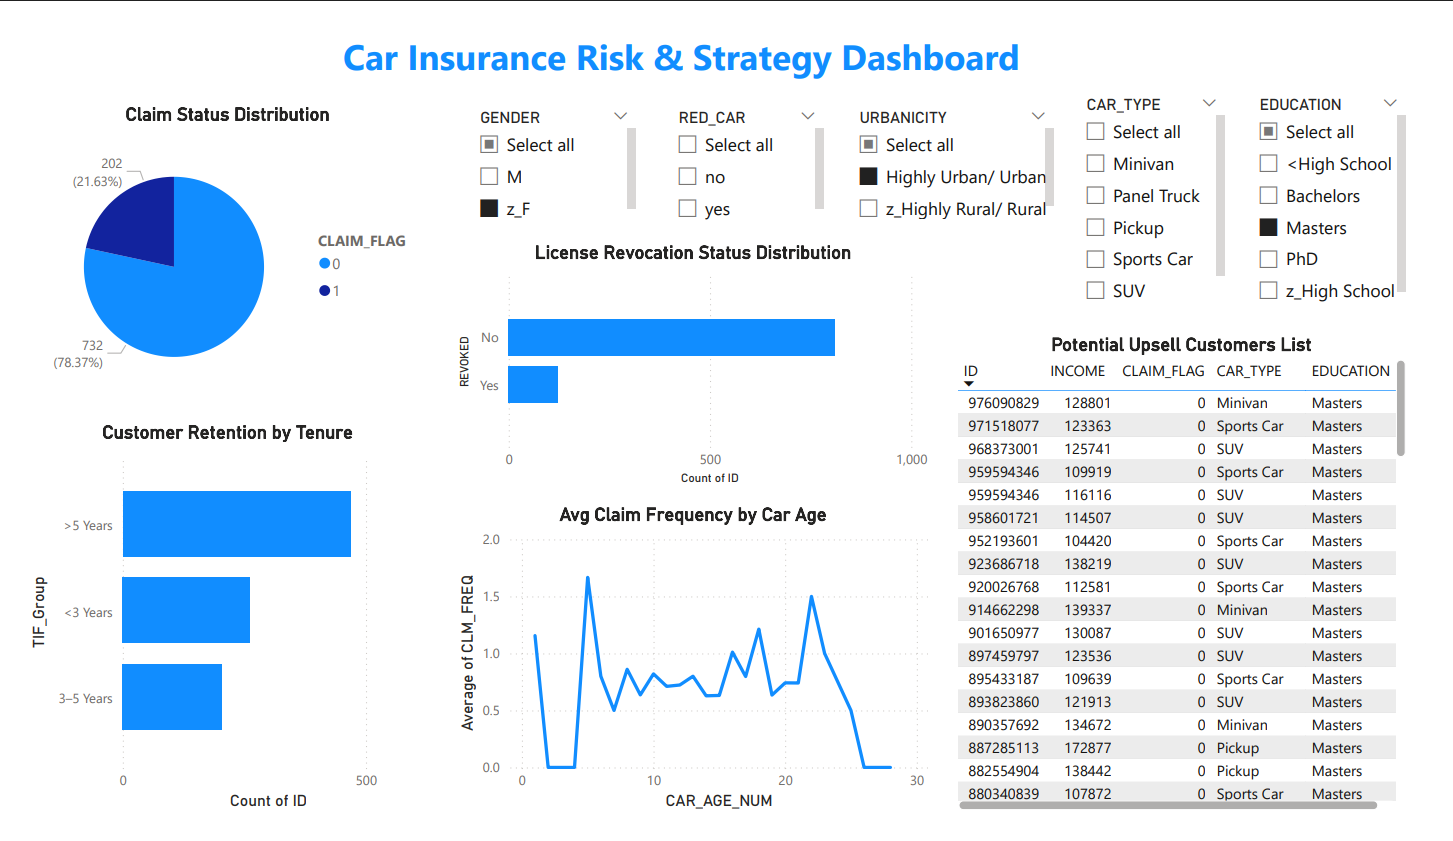 Car Insurance Risk & Strategy Dashboard
Claim Status Distribution
202
(21.63%)
732
(78.37%)
CLAIM_FLAG
0
1
GENDER
Select all
M
z_F
RED_CAR
Select all
no
yes
URBANICITY
Select all
Highly Urban/ Urban
z_Highly Rural/ Rural
CAR_TYPE
Select all
Minivan
Panel Truck
Pickup
Sports Car
SUV
EDUCATION
Select all
<High School
Bachelors
Masters
PhD
z_High School
License Revocation Status Distribution
REVOKED
No
Yes
0 500 1,000
Count of ID
Customer Retention by Tenure
TIF_Group
>5 Years
<3 Years
3–5 Years
0 500
Count of ID
Avg Claim Frequency by Car Age
Average of CLM_FREQ
2.0
1.5
1.0
0.5
0.0
0 10 20 30
CAR_AGE_NUM
Potential Upsell Customers List
ID INCOME CLAIM_FLAG CAR_TYPE EDUCATION
976090829 128801 0 Minivan Masters
971518077 123363 0 Sports Car Masters
968373001 125741 0 SUV Masters
959594346 109919 0 Sports Car Masters
959594346 116116 0 SUV Masters
958601721 114507 0 SUV Masters
952193601 104420 0 Sports Car Masters
923686718 138219 0 SUV Masters
920026768 112581 0 Sports Car Masters
914662298 139337 0 Minivan Masters
901650977 130087 0 SUV Masters
897459797 123536 0 SUV Masters
895433187 109639 0 Sports Car Masters
893823860 121913 0 SUV Masters
890357692 134672 0 Minivan Masters
887285113 172877 0 Pickup Masters
882554904 138442 0 Pickup Masters
880340839 107872 0 Sports Car Masters